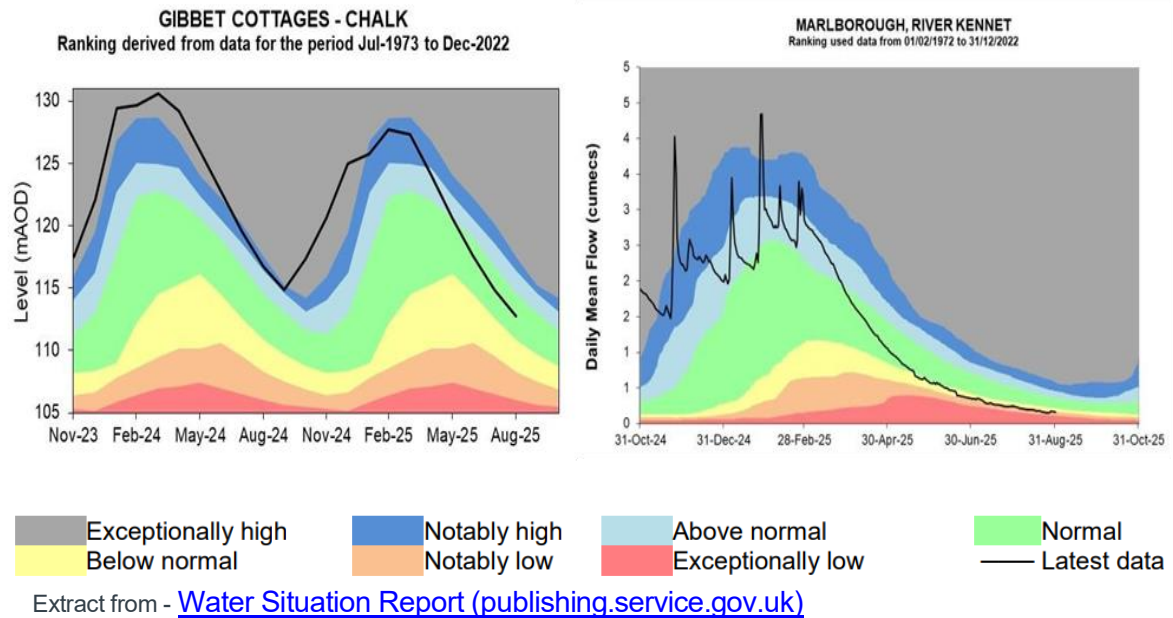 GIBBET COTTAGES - CHALK
Ranking derived from data for the period Jul-1973 to Dec-2022
Level (mAOD)
130
125
120
115
110
105
Nov-23 Feb-24 May-24 Aug-24 Nov-24 Feb-25 May-25 Aug-25
MARLBOROUGH, RIVER KENNET
Ranking used data from 01/02/1972 to 31/12/2022
Daily Mean Flow (cumecs)
5
5
4
4
3
3
2
2
1
1
0
31-Oct-24 31-Dec-24 28-Feb-25 30-Apr-25 30-Jun-25 31-Aug-25 31-Oct-25
Exceptionally high Notably high Above normal Normal
Below normal Notably low Exceptionally low Latest data
Extract from - Water Situation Report (publishing.service.gov.uk)